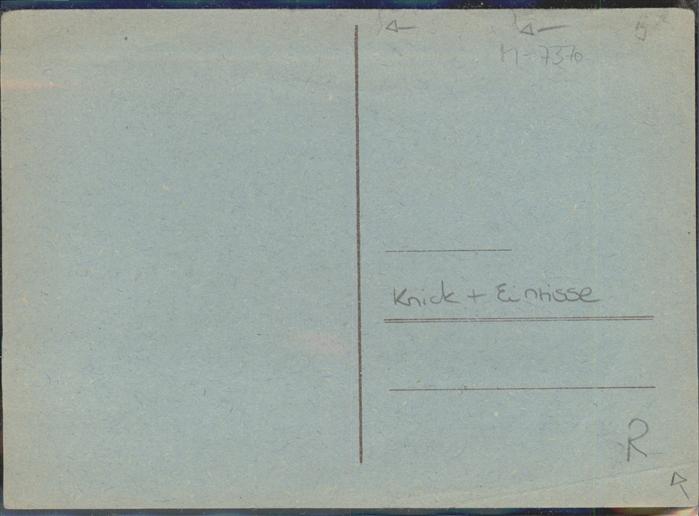 M-7370
Knick + Einrisse
R